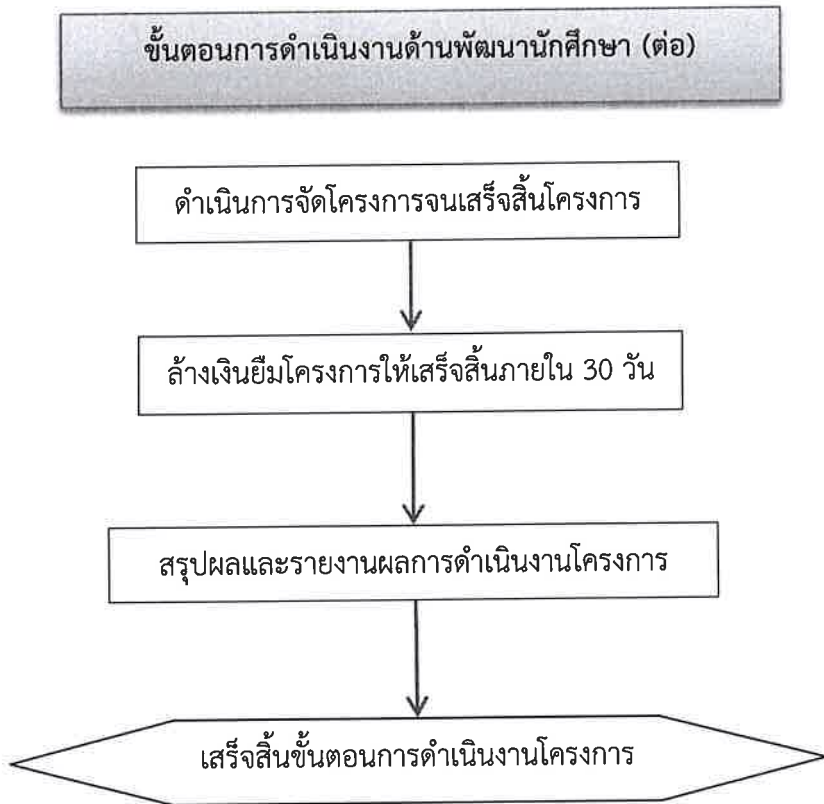 ขั้นตอนการดำเนินงานด้านพัฒนานักศึกษา (ต่อ)
ดำเนินการจัดโครงการจนเสร็จสิ้นโครงการ
ล้างเงินยืมโครงการให้เสร็จสิ้นภายใน 30 วัน
สรุปผลและรายงานผลการดำเนินงานโครงการ
เสร็จสิ้นขั้นตอนการดำเนินงานโครงการ